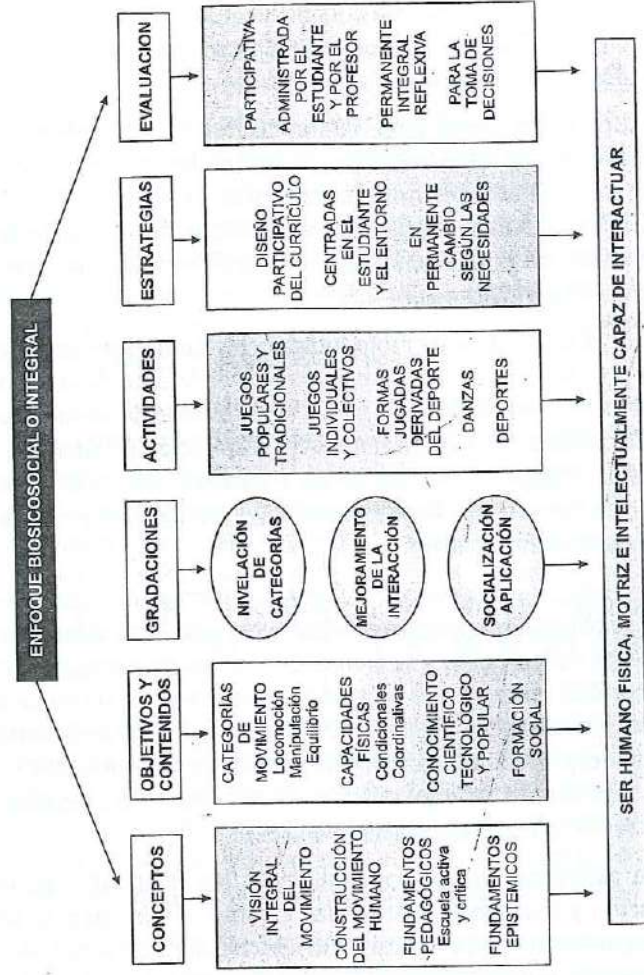 ENFOQUE BIOSICOSOCIAL O INTEGRAL
CONCEPTOS
VISIÓN
INTEGRAL
DEL
MOVIMIENTO
CONSTRUCCIÓN
DEL MOVIMIENTO
HUMANO
FUNDAMENTOS
PEDAGOGICOS
Escuela activa
y crítica
FUNDAMENTOS
EPISTEMICOS
OBJETIVOS Y
CONTENIDOS
CATEGORÍAS
DE
MOVIMIENTO
Locomoción
Manipulación
Equilibrio
CAPACIDADES
FÍSICAS
Condicionales
Coordinativas
CONOCIMIENTO
CIENTÍFICO
TECNOLÓGICO
Y POPULAR
FORMACIÓN
SOCIAL
GRADACIONES
NIVELACIÓN
DE
CATEGORÍAS
MEJORAMIENTO
DE LA
INTERACCIÓN
SOCIALIZACIÓN
APLICACIÓN
ACTIVIDADES
JUEGOS
POPULARES Y
TRADICIONALES
JUEGOS
INDIVIDUALES
Y COLECTIVOS
FORMAS
JUGADAS
DERIVADAS
DEL DEPORTE
DANZAS
DEPORTES
ESTRATEGIAS
DISEÑO
PARTICIPATIVO
DEL CURRÍCULO
CENTRADAS
EN EL
ESTUDIANTE
Y EL ENTORNO
EN
PERMANENTE
CAMBIO
SEGÚN LAS
NECESIDADES
EVALUACION
PARTICIPATIVA
ADMINISTRADA
POR EL
ESTUDIANTE
Y POR EL
PROFESOR
PERMANENTE
INTEGRAL
REFLEXIVA
PARA LA
TOMA DE
DECISIONES
SER HUMANO FISICA, MOTRIZ E INTELECTUALMENTE CAPAZ DE INTERACTUAR